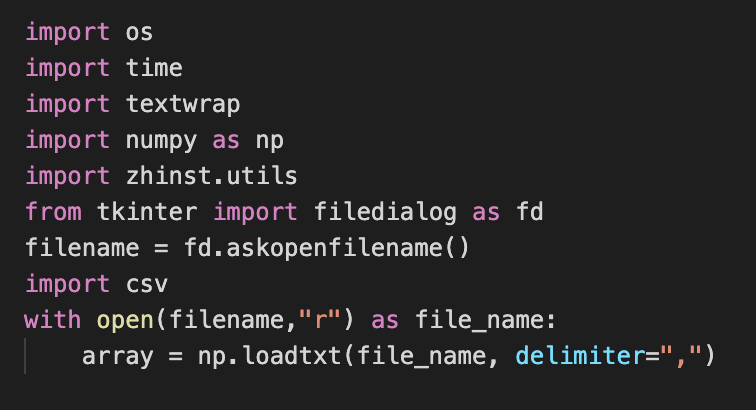 import os
import time
import textwrap
import numpy as np
import zhinst.utils
from tkinter import filedialog as fd
filename = fd.askopenfilename()
import csv
with open(filename,"r") as file_name:
    array = np.loadtxt(file_name, delimiter=",")